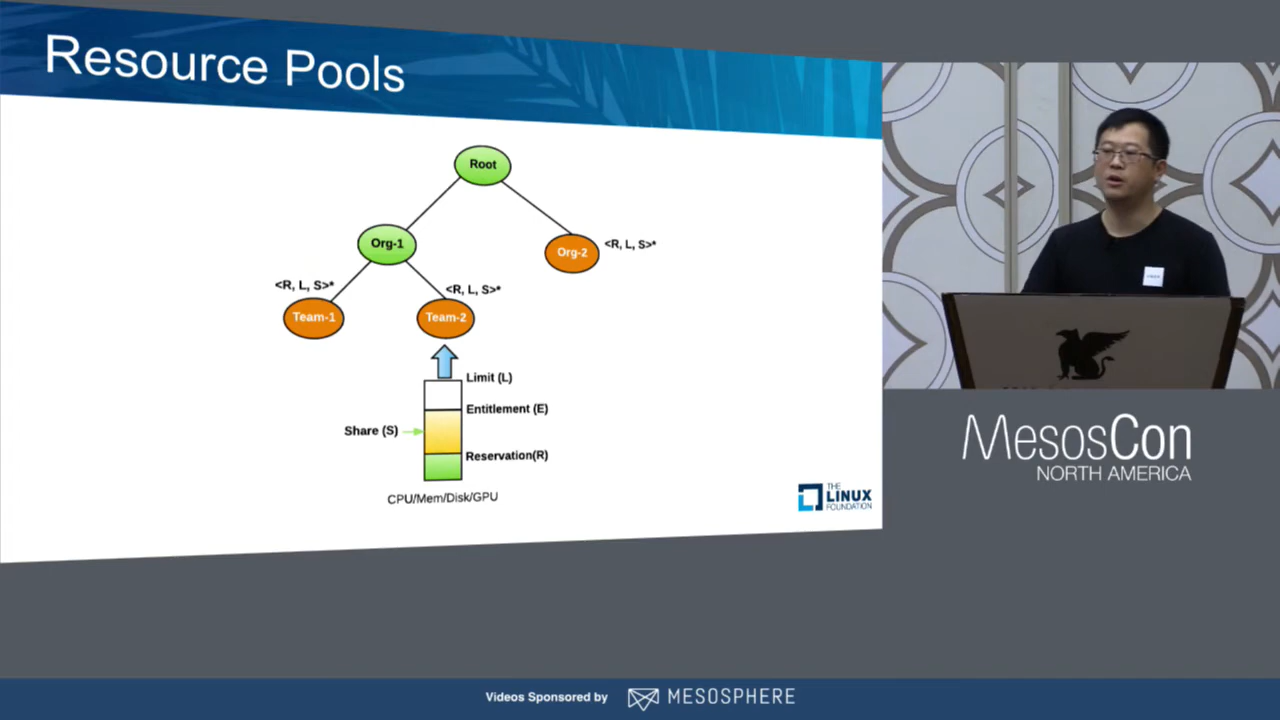 Resource Pools
Root
Org-1
Org-2
<R, L, S>*
<R, L, S>*
<R, L, S>*
Team-1
Team-2
Limit (L)
Entitlement (E)
Share (S)
Reservation(R)
CPU/Mem/Disk/GPU
THE
LINUX
FOUNDATION
MesosCon
NORTH AMERICA
Videos Sponsored by
MESOSPHERE